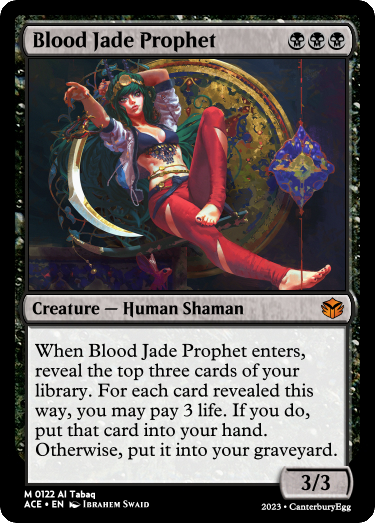 Blood Jade Prophet
Creature — Human Shaman
When Blood Jade Prophet enters,
reveal the top three cards of your
library. For each card revealed this
way, you may pay 3 life. If you do,
put that card into your hand.
Otherwise, put it into your graveyard.
3/3
M 0122 Al Tabaq
ACE • EN Ibrahem Swaid
2023 • CanterburyEgg